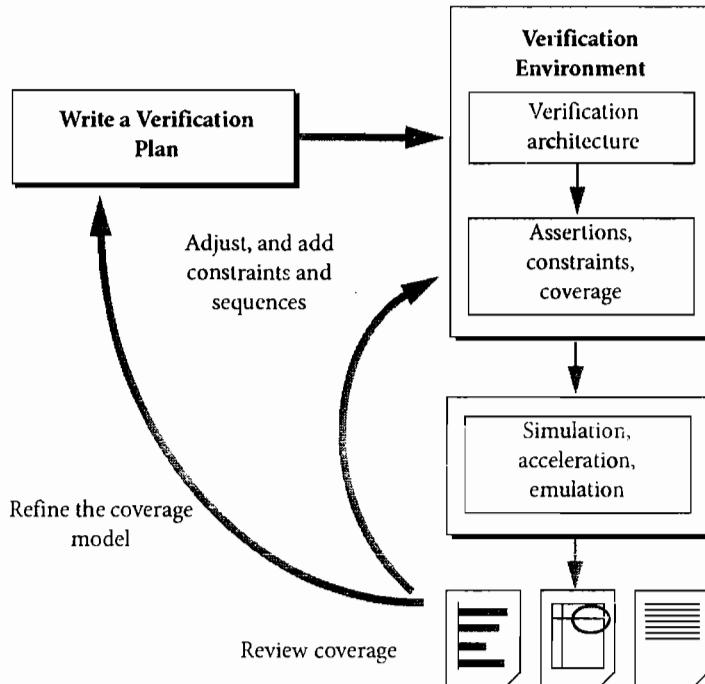 Verification
Environment
Write a Verification
Plan
Verification
architecture
Adjust, and add
constraints and
sequences
Assertions,
constraints,
coverage
Simulation,
acceleration,
emulation
Refine the coverage
model
Review coverage